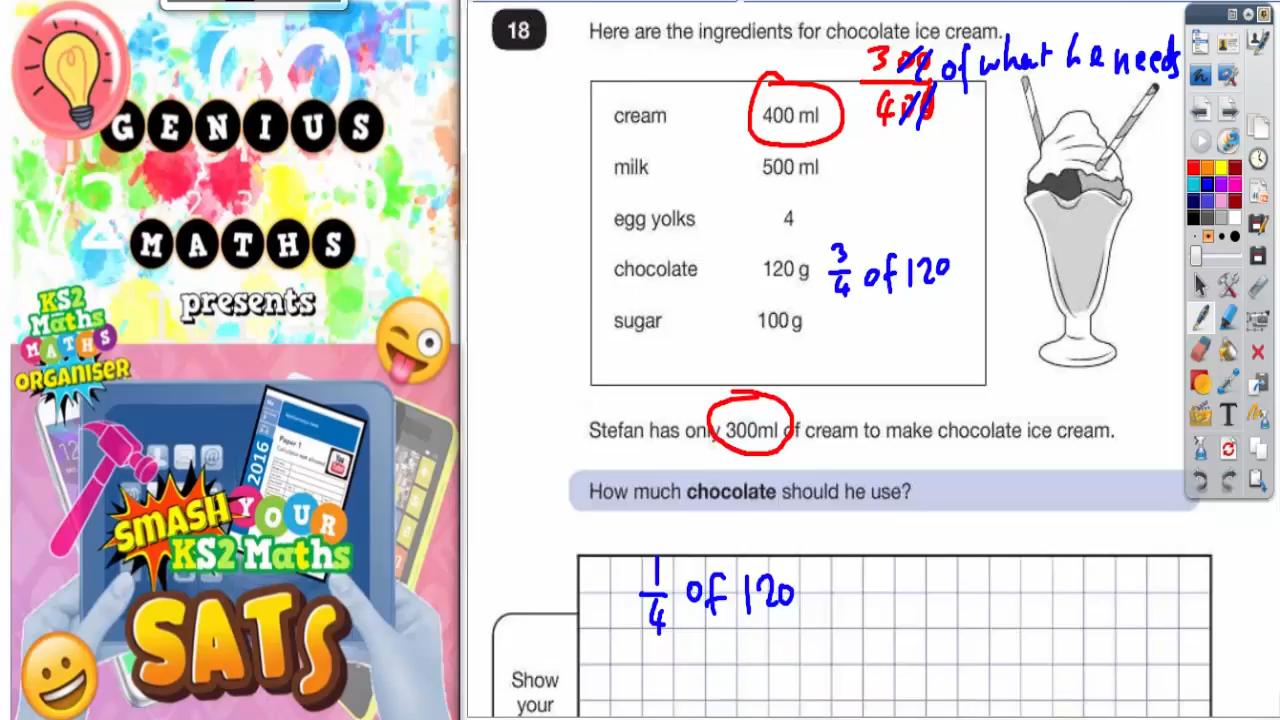 GENIUS
MATHS
presents
KS2
Maths
MATHS
ORGANISER
2016
Paper 1
SMASH YOUR
KS2 Maths
SATS
18
Here are the ingredients for chocolate ice cream.
300/400 of what he needs
cream 400 ml
milk 500 ml
egg yolks 4
chocolate 120 g 3/4 of 120
sugar 100 g
Stefan has only 300ml of cream to make chocolate ice cream.
How much chocolate should he use?
1/4 of 120
Show
your